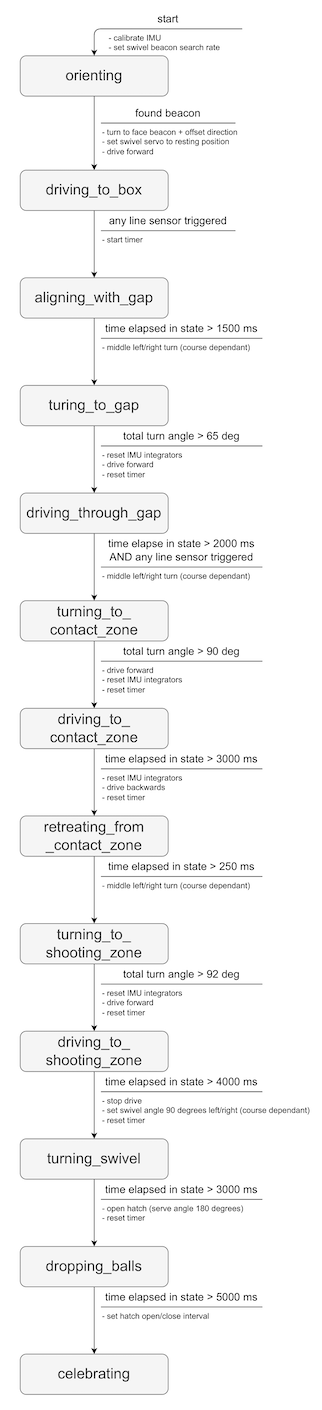 start
- calibrate IMU
- set swivel beacon search rate
orienting
found beacon
- turn to face beacon + offset direction
- set swivel servo to resting position
- drive forward
driving_to_box
any line sensor triggered
- start timer
aligning_with_gap
time elapsed in state > 1500 ms
- middle left/right turn (course dependant)
turing_to_gap
total turn angle > 65 deg
- reset IMU integrators
- drive forward
- reset timer
driving_through_gap
time elapse in state > 2000 ms
AND any line sensor triggered
- middle left/right turn (course dependant)
turning_to_
contact_zone
total turn angle > 90 deg
- drive forward
- reset IMU integrators
- reset timer
driving_to_
contact_zone
time elapsed in state > 3000 ms
- reset IMU integrators
- drive backwards
- reset timer
retreating_from
_contact_zone
time elapsed in state > 250 ms
- middle left/right turn (course dependant)
turning_to_
shooting_zone
total turn angle > 92 deg
- reset IMU integrators
- drive forward
- reset timer
driving_to_
shooting_zone
time elapsed in state > 4000 ms
- stop drive
- set swivel angle 90 degrees left/right (course dependant)
- reset timer
turning_swivel
time elapsed in state > 3000 ms
- open hatch (serve angle 180 degrees)
- reset timer
dropping_balls
time elapsed in state > 5000 ms
- set hatch open/close interval
celebrating